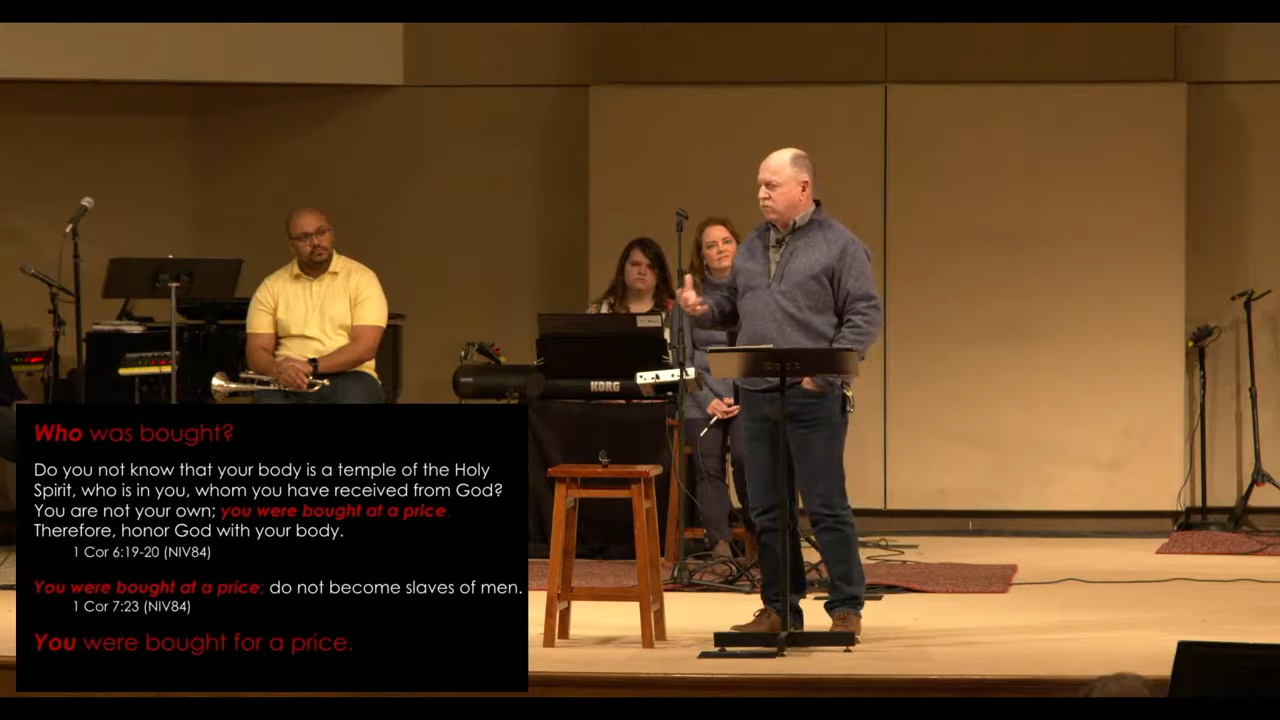 KORG
Who was bought?
Do you not know that your body is a temple of the Holy
Spirit, who is in you, whom you have received from God?
You are not your own; you were bought at a price.
Therefore, honor God with your body.
1 Cor 6:19-20 (NIV84)
You were bought at a price; do not become slaves of men.
1 Cor 7:23 (NIV84)
You were bought for a price.